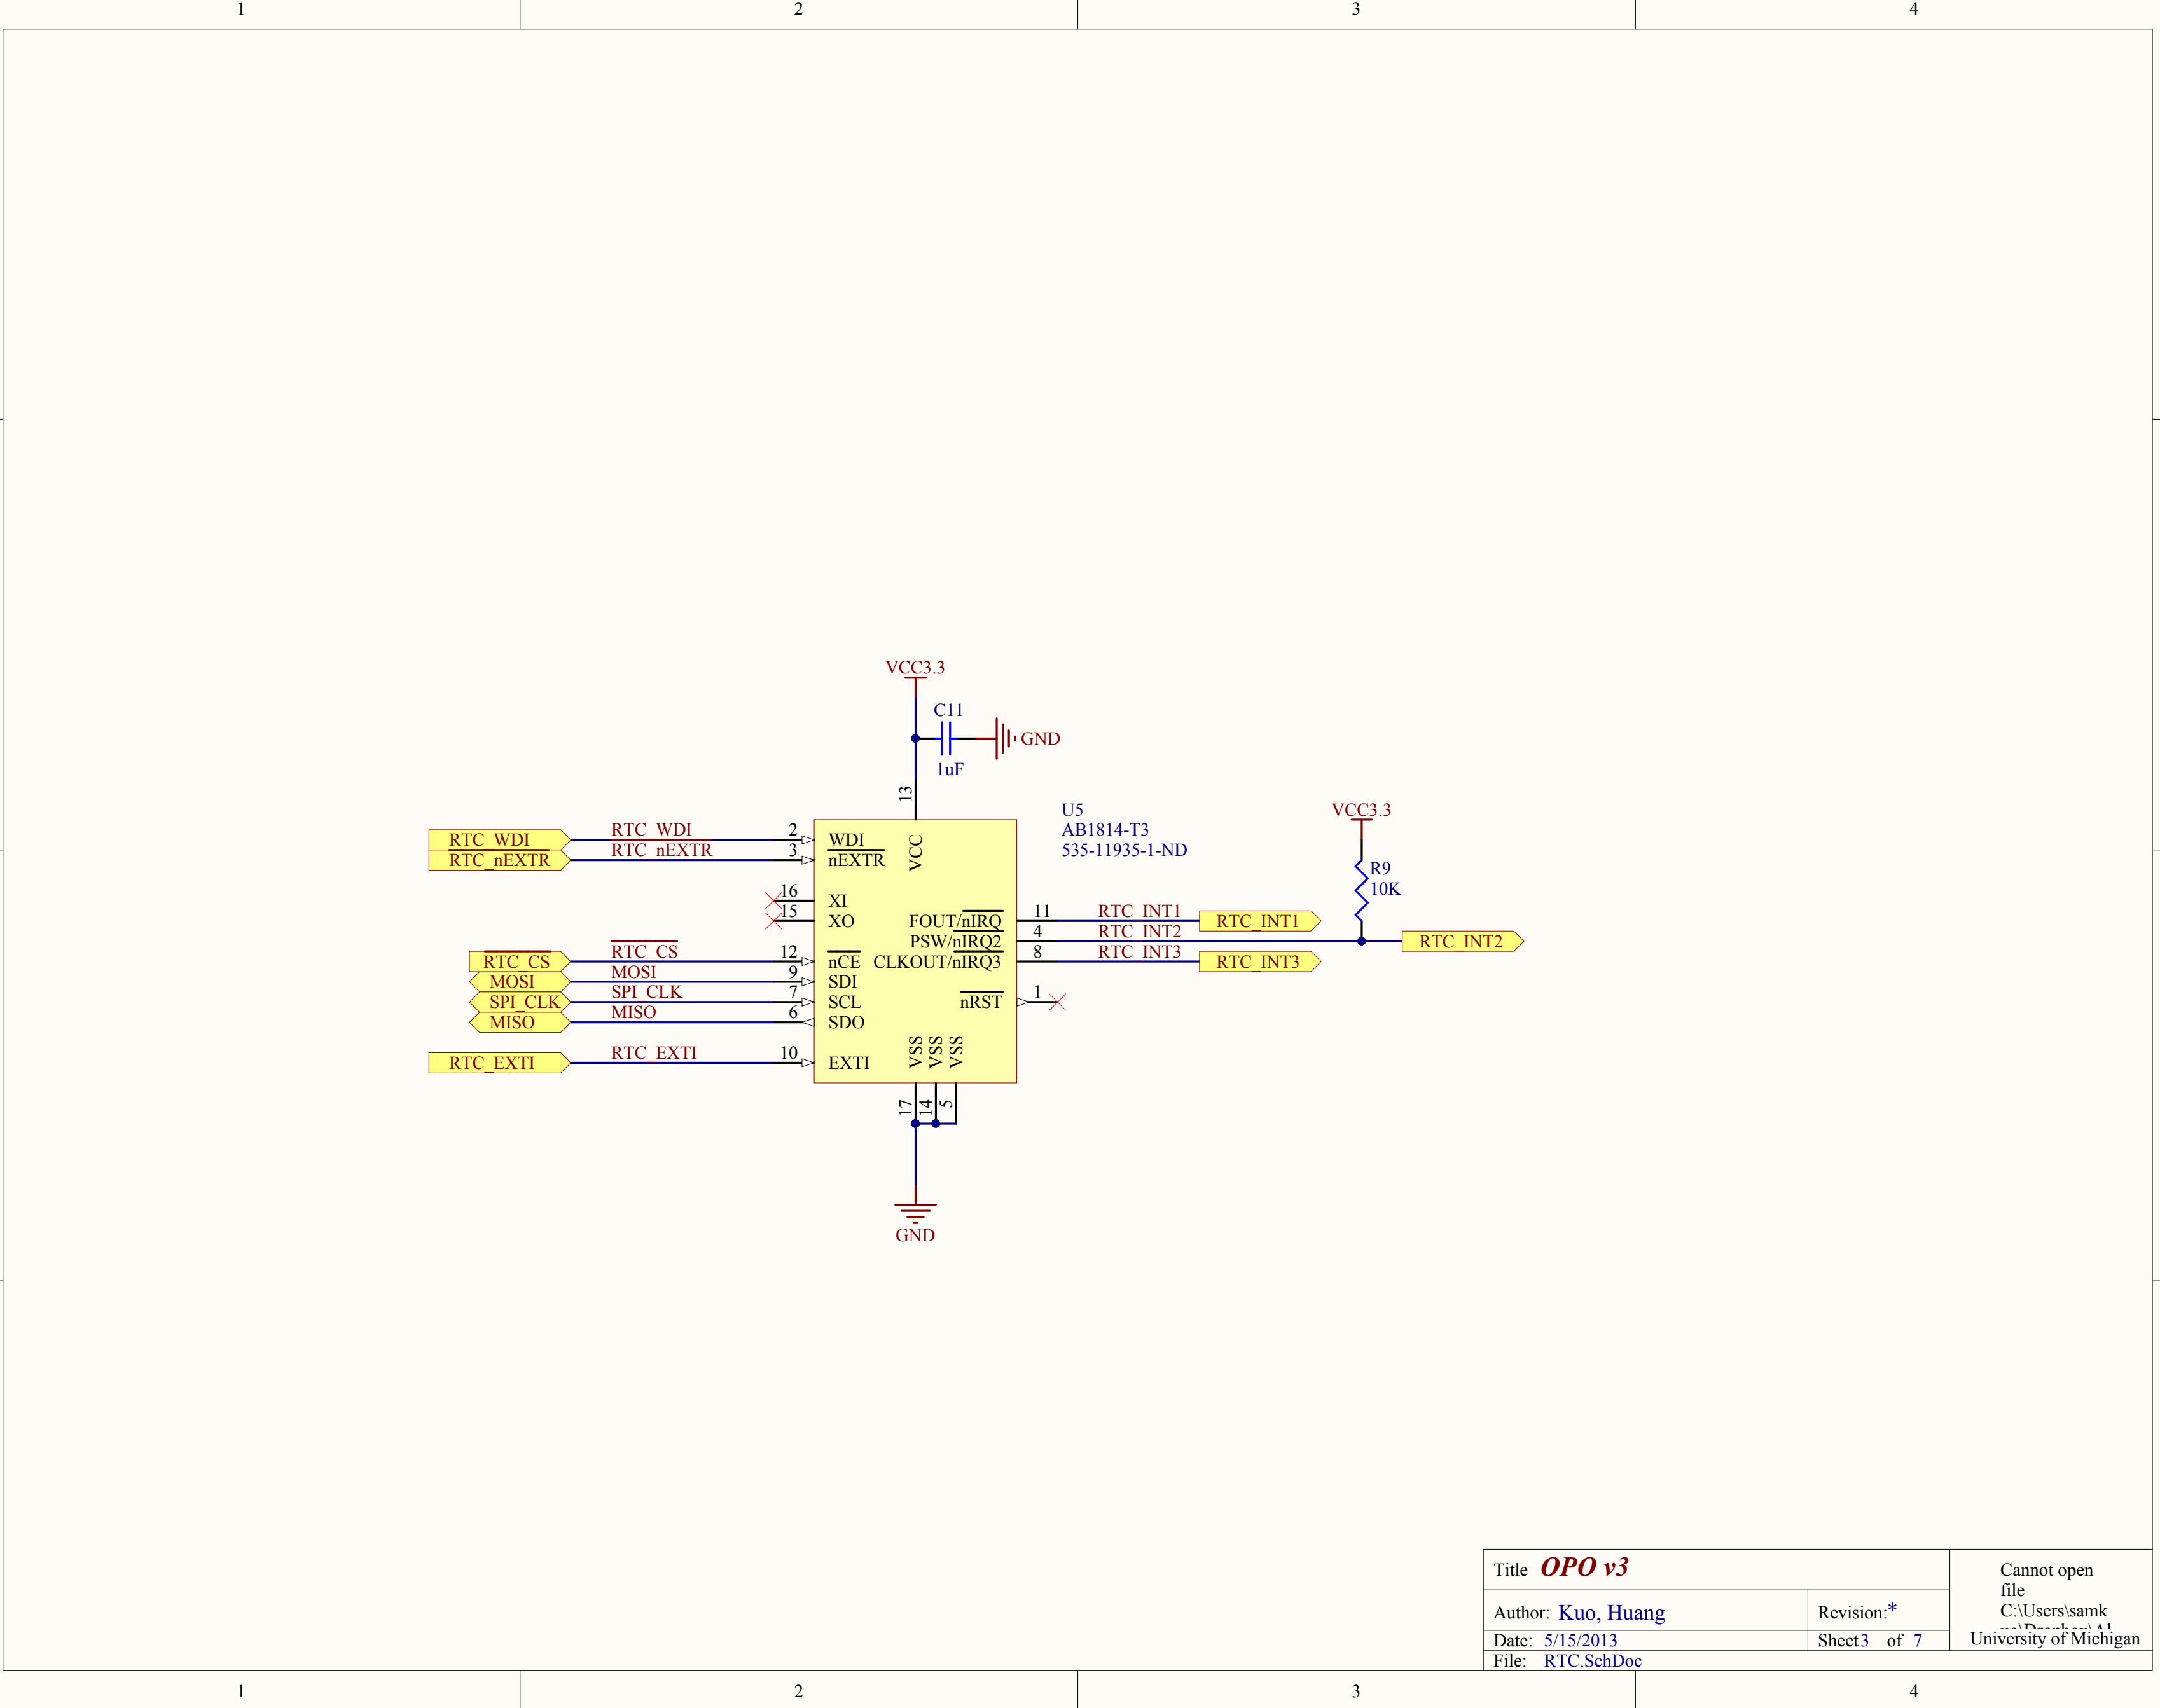 1 2 3 4
VCC3.3
C11
GND
1uF
13
U5
AB1814-T3
535-11935-1-ND
VCC3.3
R9
10K
RTC_WDI RTC_WDI 2 WDI
RTC_nEXTR RTC_nEXTR 3 nEXTR
VCC
16 XI
15 XO
FOUT/nIRQ 11 RTC_INT1 RTC_INT1
PSW/nIRQ2 4 RTC_INT2 RTC_INT2
CLKOUT/nIRQ3 8 RTC_INT3 RTC_INT3
RTC_CS RTC_CS 12 nCE
MOSI MOSI 9 SDI
SPI_CLK SPI_CLK 7 SCL
nRST 1
MISO MISO 6 SDO
RTC_EXTI RTC_EXTI 10 EXTI
VSS VSS VSS
17 14 5
GND
Title OPO v3
Author: Kuo, Huang
Revision:*
Date: 5/15/2013
Sheet3 of 7
File: RTC.SchDoc
Cannot open
file
C:\Users\samk
University of Michigan
1 2 3 4